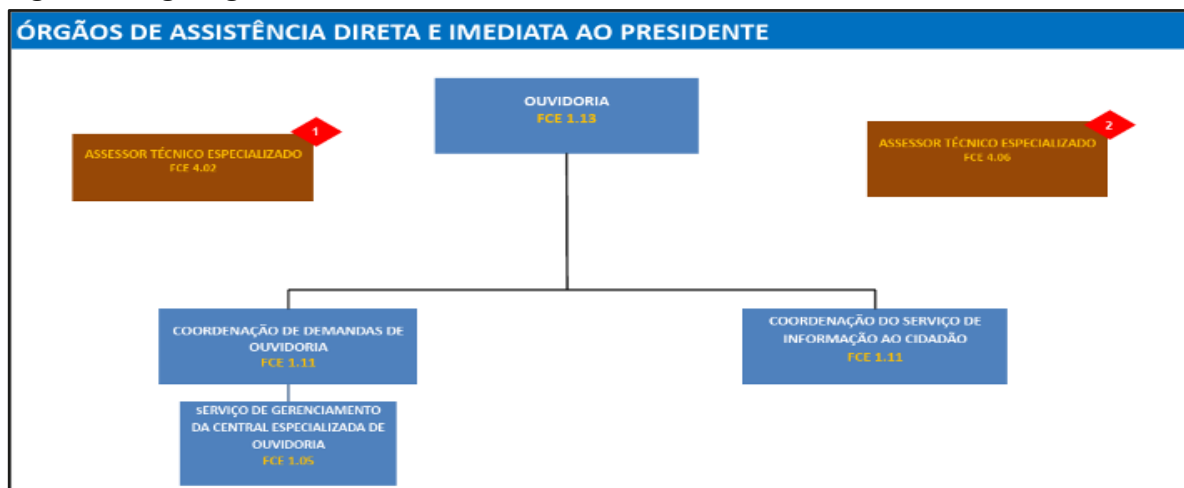 ÓRGÃOS DE ASSISTÊNCIA DIRETA E IMEDIATA AO PRESIDENTE
OUVIDORIA
FCE 1.13
1
ASSESSOR TÉCNICO ESPECIALIZADO
FCE 4.02
2
ASSESSOR TÉCNICO ESPECIALIZADO
FCE 4.06
COORDENAÇÃO DE DEMANDAS DE
OUVIDORIA
FCE 1.11
COORDENAÇÃO DO SERVIÇO DE
INFORMAÇÃO AO CIDADÃO
FCE 1.11
SERVIÇO DE GERENCIAMENTO
DA CENTRAL ESPECIALIZADA DE
OUVIDORIA
FCE 1.05